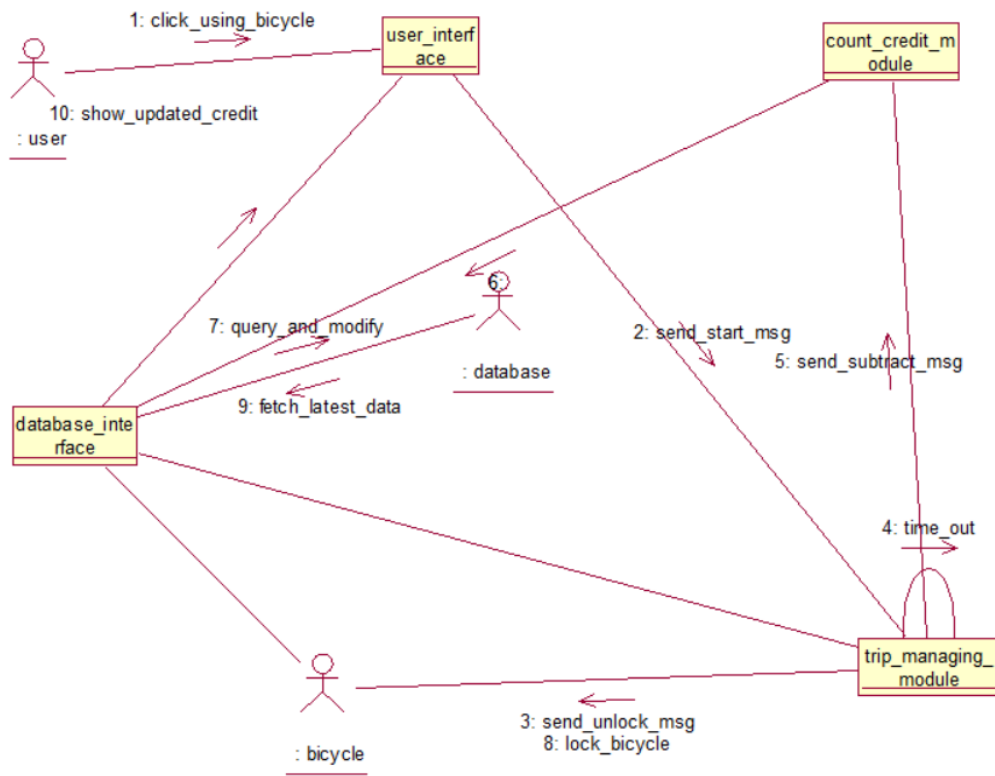 1: click_using_bicycle
user_interf
ace
count_credit_m
odule
10: show_updated_credit
: user
6:
7: query_and_modify
2: send_start_msg
: database
5: send_subtract_msg
9: fetch_latest_data
database_inte
rface
4: time_out
trip_managing_
module
3: send_unlock_msg
8: lock_bicycle
: bicycle